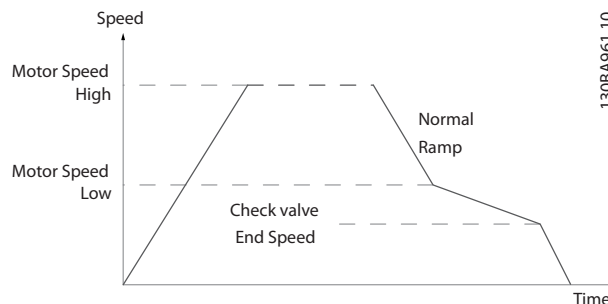 Speed
130BA961.10
Motor Speed
High
Normal
Ramp
Motor Speed
Low
Check valve
End Speed
Time